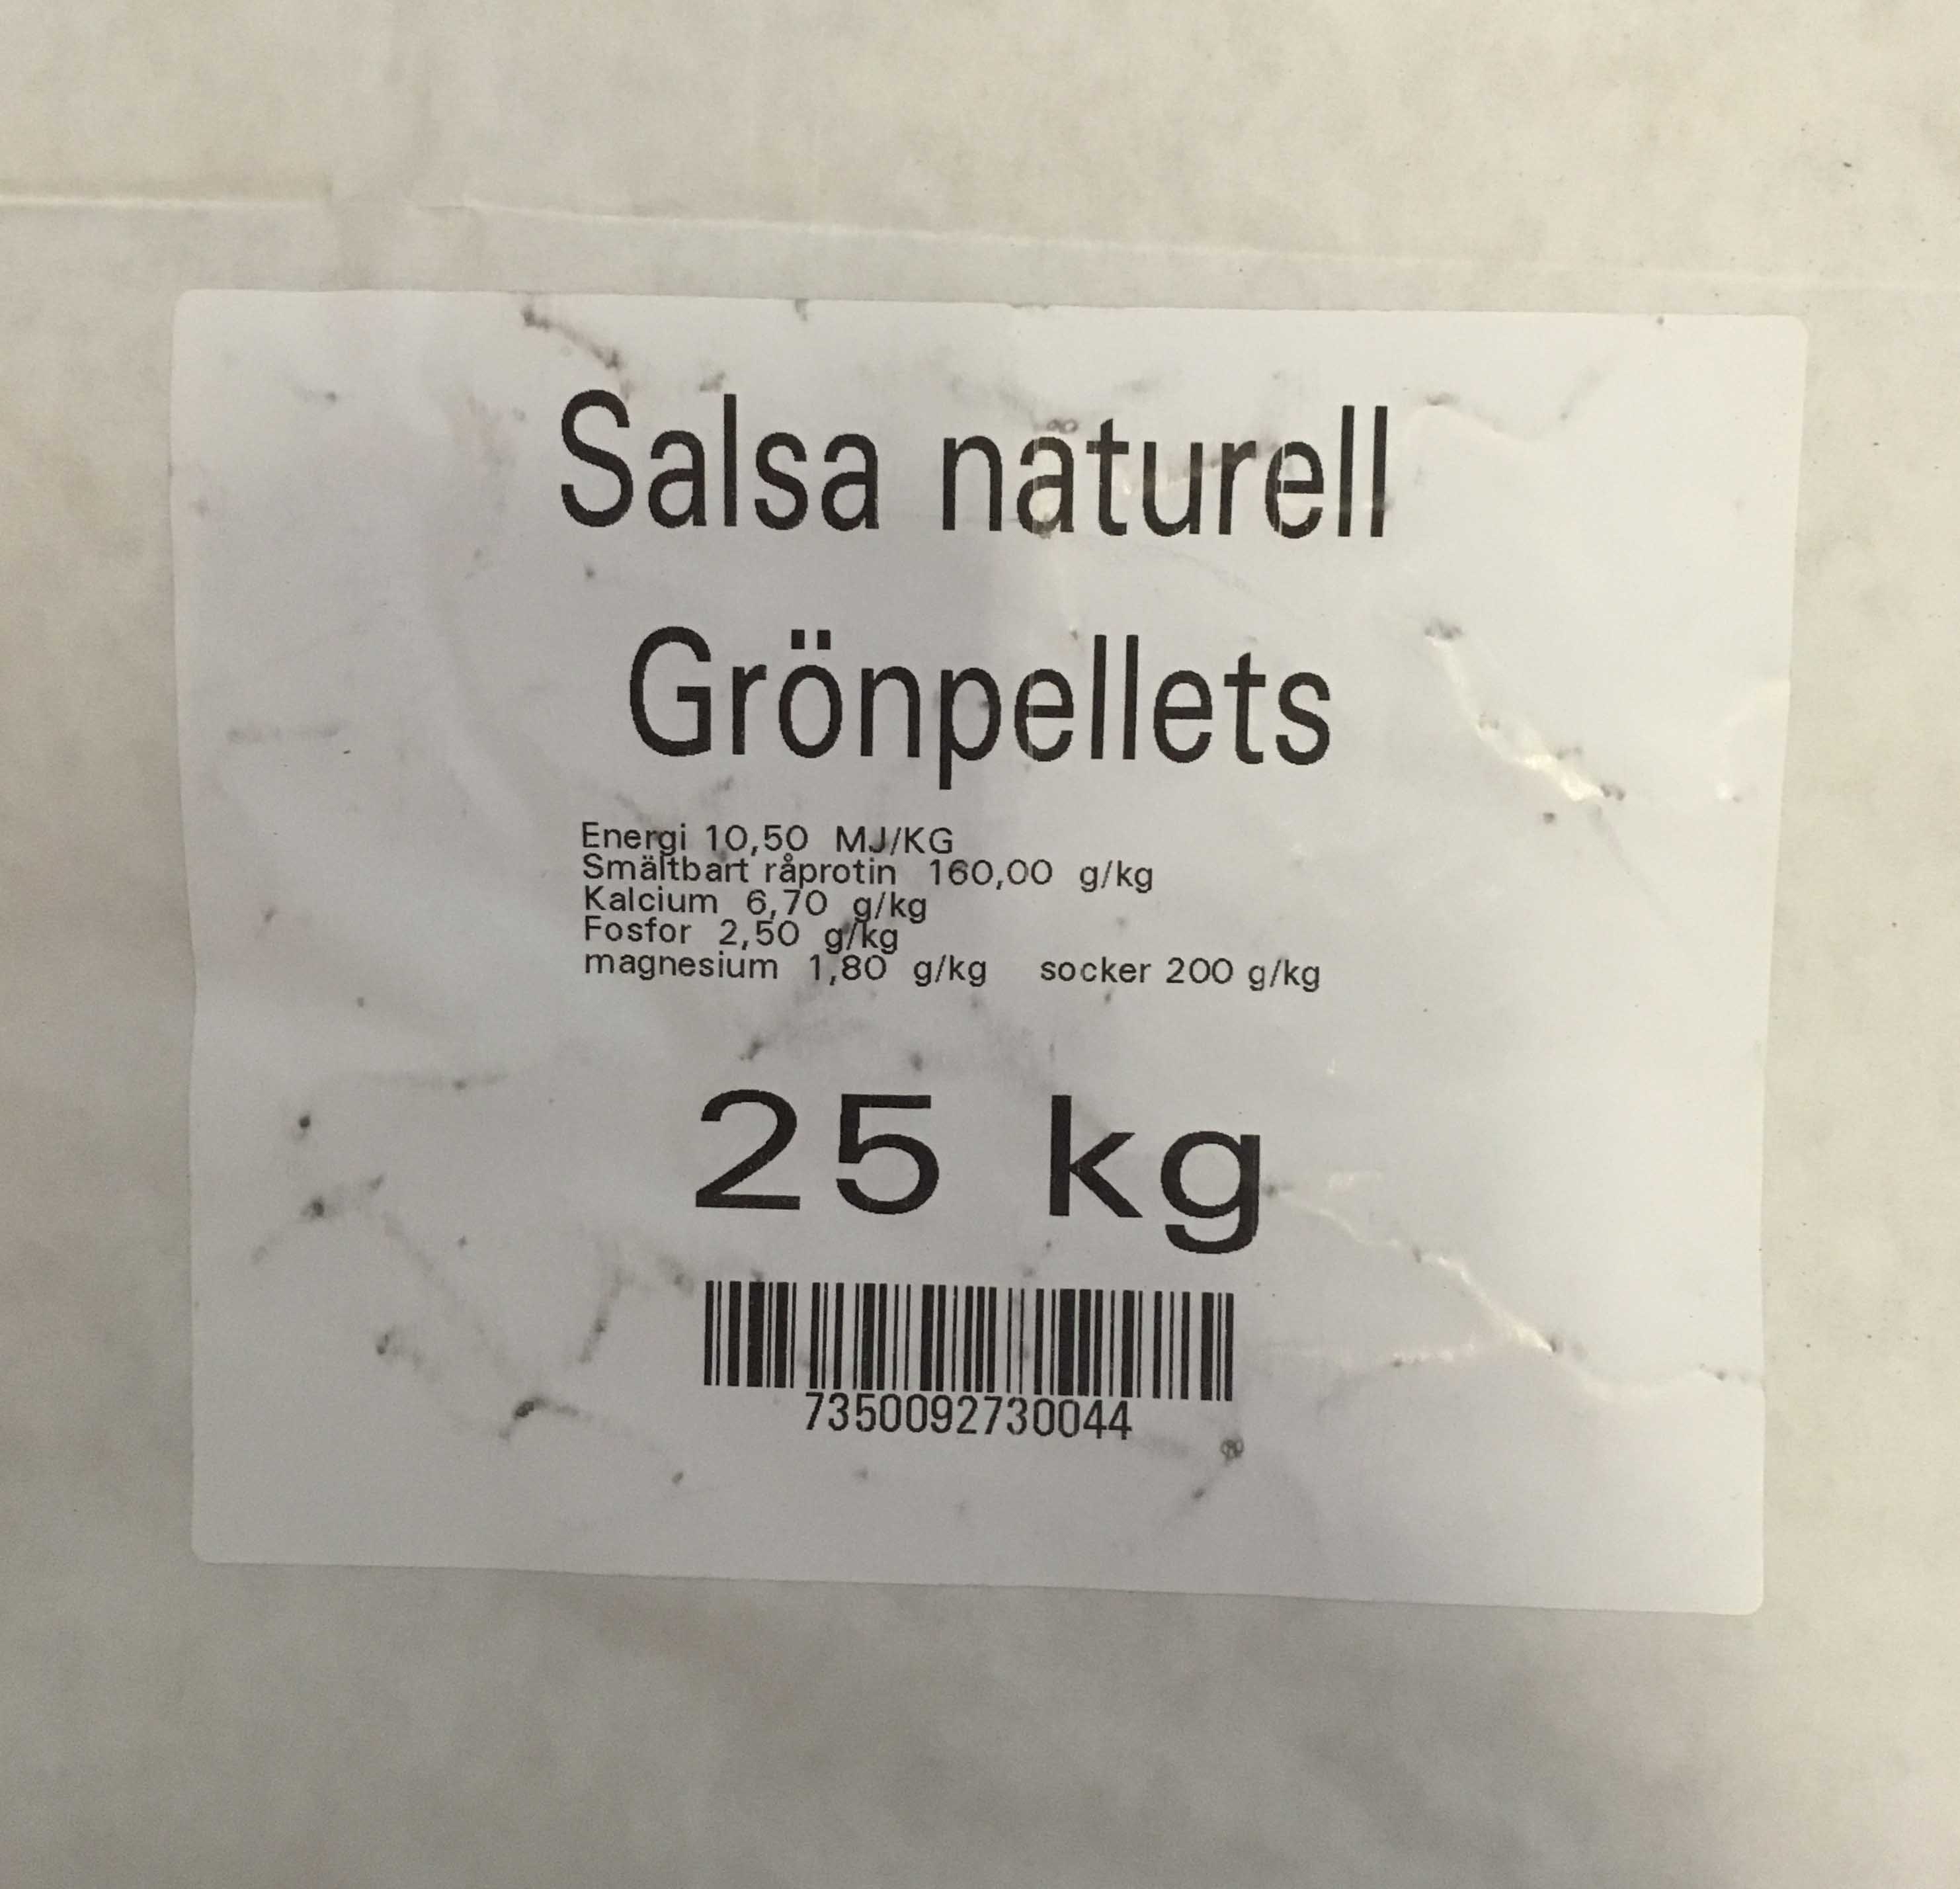 Salsa naturell
Grönpellets
Energi 10,50 MJ/KG
Smältbart råprotin 160,00 g/kg
Kalcium 6,70 g/kg
Fosfor 2,50 g/kg
magnesium 1,80 g/kg socker 200 g/kg
25 kg
7350092730044